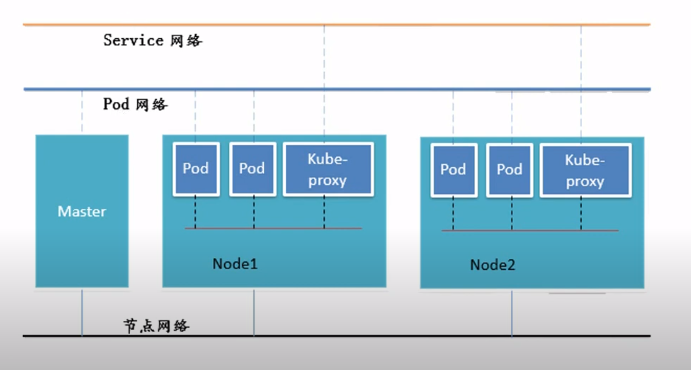 Service 网络
Pod 网络
Master
Pod
Pod
Kube-
proxy
Node1
Pod
Pod
Kube-
proxy
Node2
节点网络